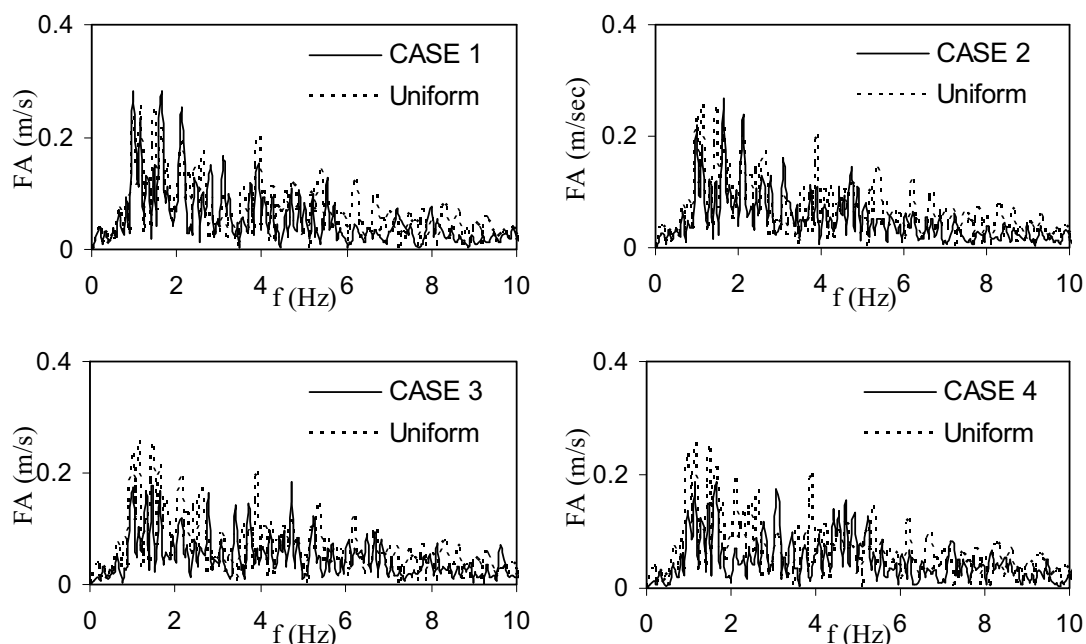 0.4
CASE 1
Uniform
0.2
FA (m/s)
0
0 2 4 6 8 10
f (Hz)
0.4
CASE 2
Uniform
0.2
FA (m/sec)
0
0 2 4 6 8 10
f (Hz)
0.4
CASE 3
Uniform
0.2
FA (m/s)
0
0 2 4 6 8 10
f (Hz)
0.4
CASE 4
Uniform
0.2
FA (m/s)
0
0 2 4 6 8 10
f (Hz)